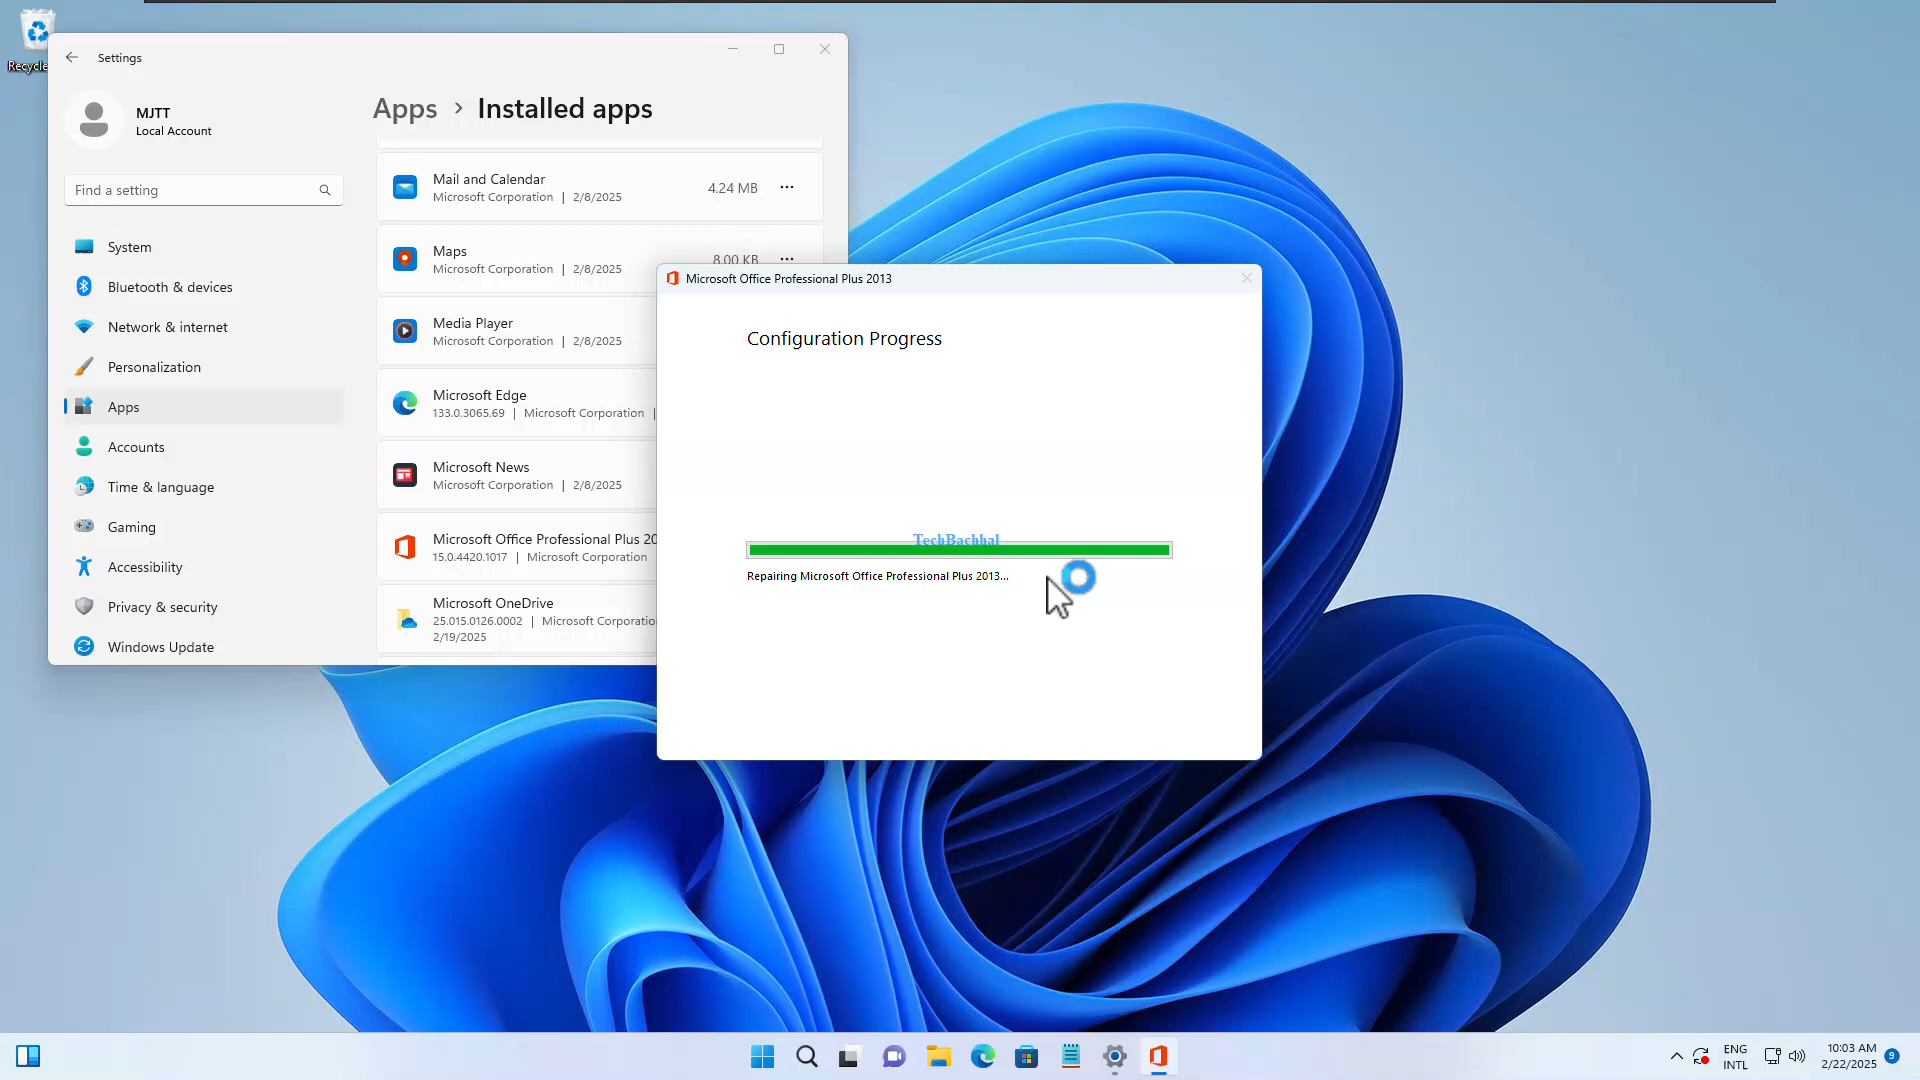 Recycle
Settings
MJTT
Local Account
Find a setting
System
Bluetooth & devices
Network & internet
Personalization
Apps
Accounts
Time & language
Gaming
Accessibility
Privacy & security
Windows Update
Apps > Installed apps
Mail and Calendar
Microsoft Corporation | 2/8/2025
4.24 MB
Maps
Microsoft Corporation | 2/8/2025
8.00 KB
Media Player
Microsoft Corporation | 2/8/2025
Microsoft Edge
133.0.3065.69 | Microsoft Corporation |
Microsoft News
Microsoft Corporation | 2/8/2025
Microsoft Office Professional Plus 20
15.0.4420.1017 | Microsoft Corporation
Microsoft OneDrive
25.015.0126.0002 | Microsoft Corporatio
2/19/2025
Microsoft Office Professional Plus 2013
Configuration Progress
TechBachhal
Repairing Microsoft Office Professional Plus 2013...
ENG
INTL
10:03 AM
2/22/2025
9